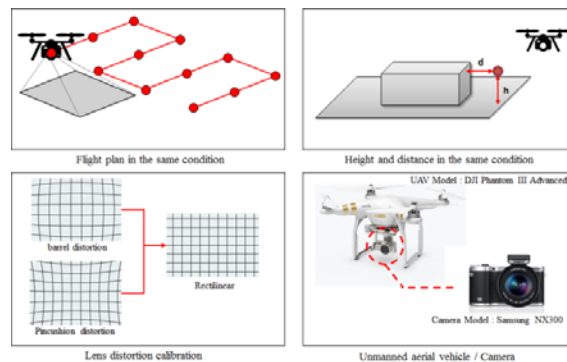 d
h
Flight plan in the same condition
Height and distance in the same condition
barrel distortion
Pincushion distortion
Rectilinear
Lens distortion calibration
UAV Model : DJI Phantom III Advanced
Camera Model : Samsung NX300
Unmanned aerial vehicle / Camera